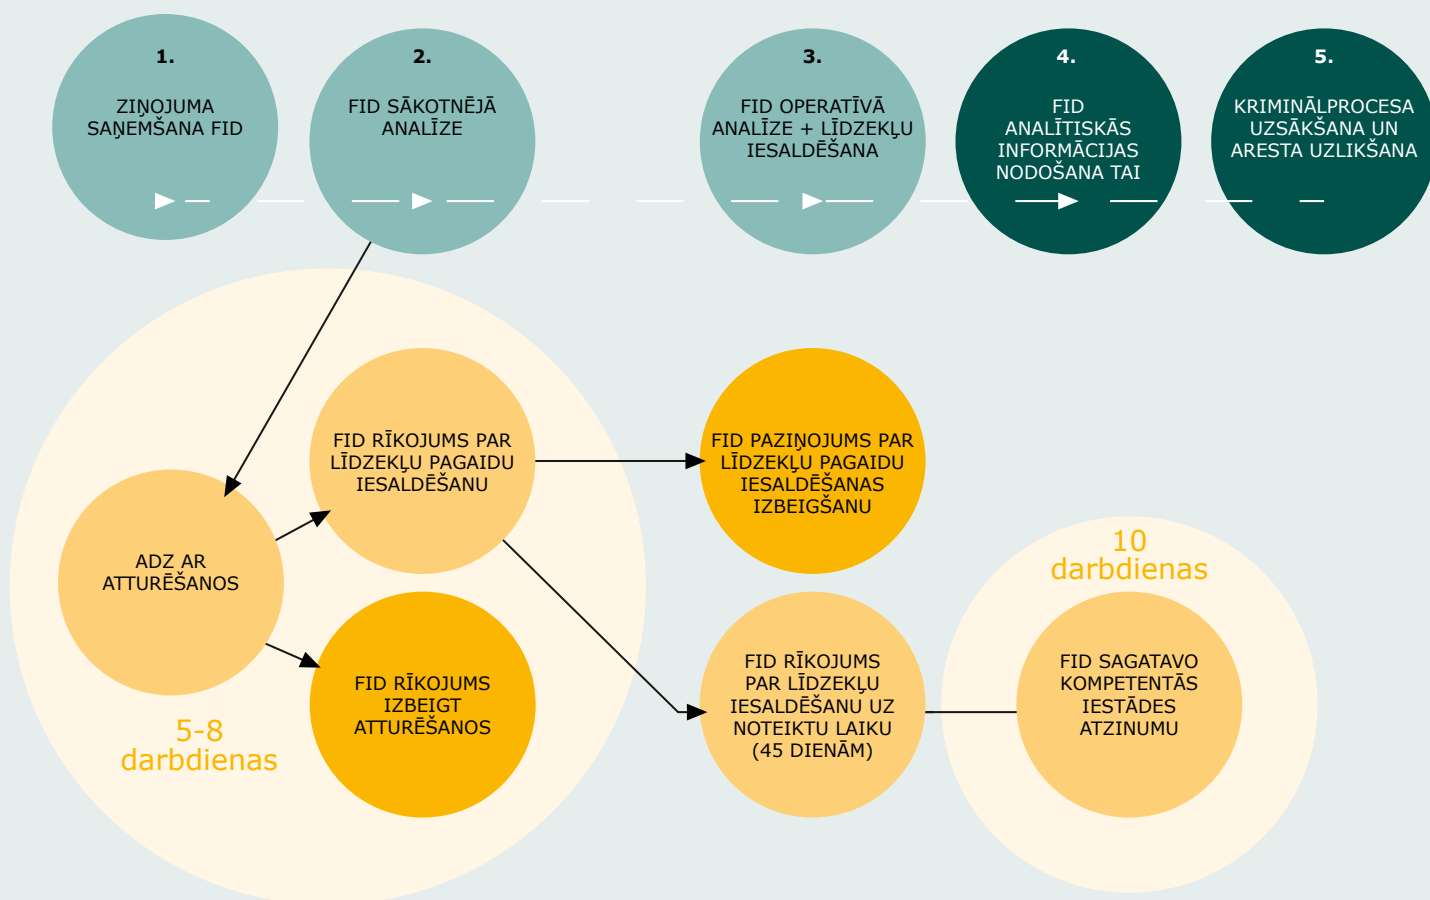 1.
ZIŅOJUMA
SAŅEMŠANA FID
2.
FID SĀKOTNĒJĀ
ANALĪZE
3.
FID OPERATĪVĀ
ANALĪZE + LĪDZEKĻU
IESALDĒŠANA
4.
FID
ANALĪTISKĀS
INFORMĀCIJAS
NODOŠANA TAI
5.
KRIMINĀLPROCESA
UZSĀKŠANA UN
ARESTA UZLIKŠANA
ADZ AR
ATTURĒŠANOS
5-8
darbdienas
FID RĪKOJUMS PAR
LĪDZEKĻU PAGAIDU
IESALDĒŠANU
FID RĪKOJUMS
IZBEIGT
ATTURĒŠANOS
FID PAZIŅOJUMS PAR
LĪDZEKĻU PAGAIDU
IESALDĒŠANAS
IZBEIGŠANU
FID RĪKOJUMS
PAR LĪDZEKĻU
IESALDĒŠANU UZ
NOTEIKTU LAIKU
(45 DIENĀM)
10
darbdienas
FID SAGATAVO
KOMPETENTĀS
IESTĀDES
ATZINUMU